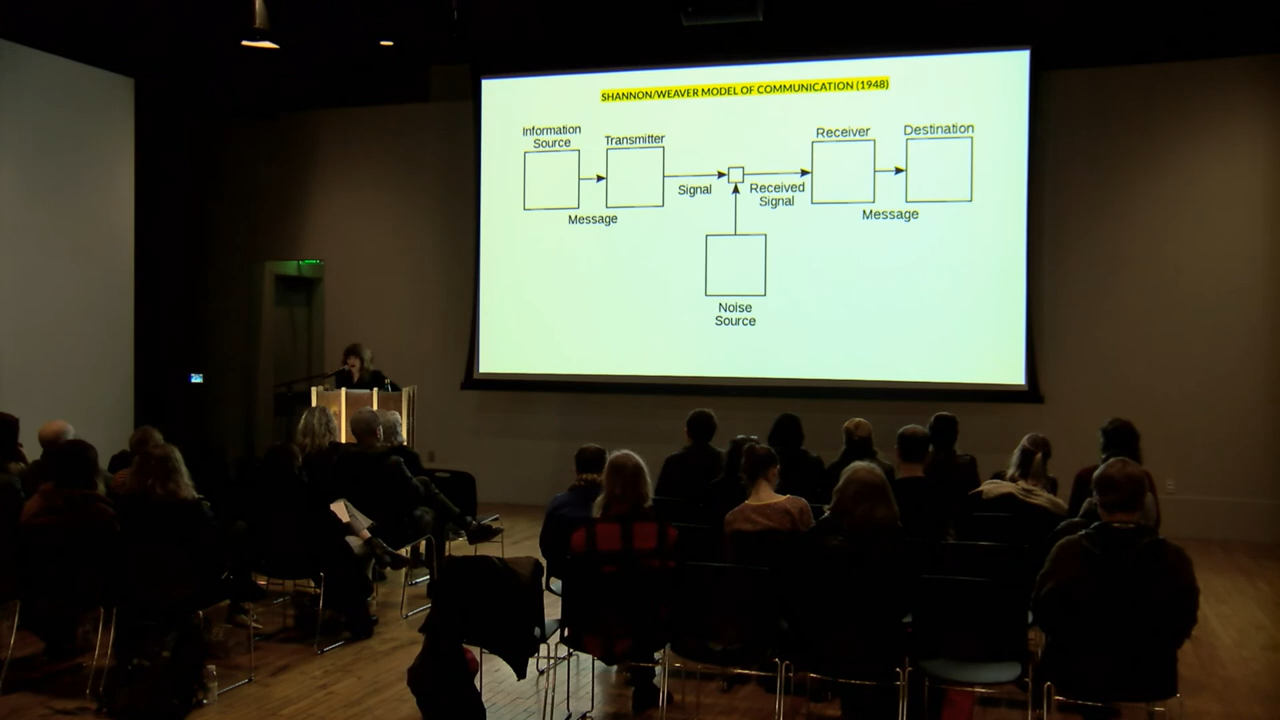 SHANNON/WEAVER MODEL OF COMMUNICATION (1948)
Information
Source
Transmitter
Receiver
Destination
Signal
Received
Signal
Message
Message
Noise
Source